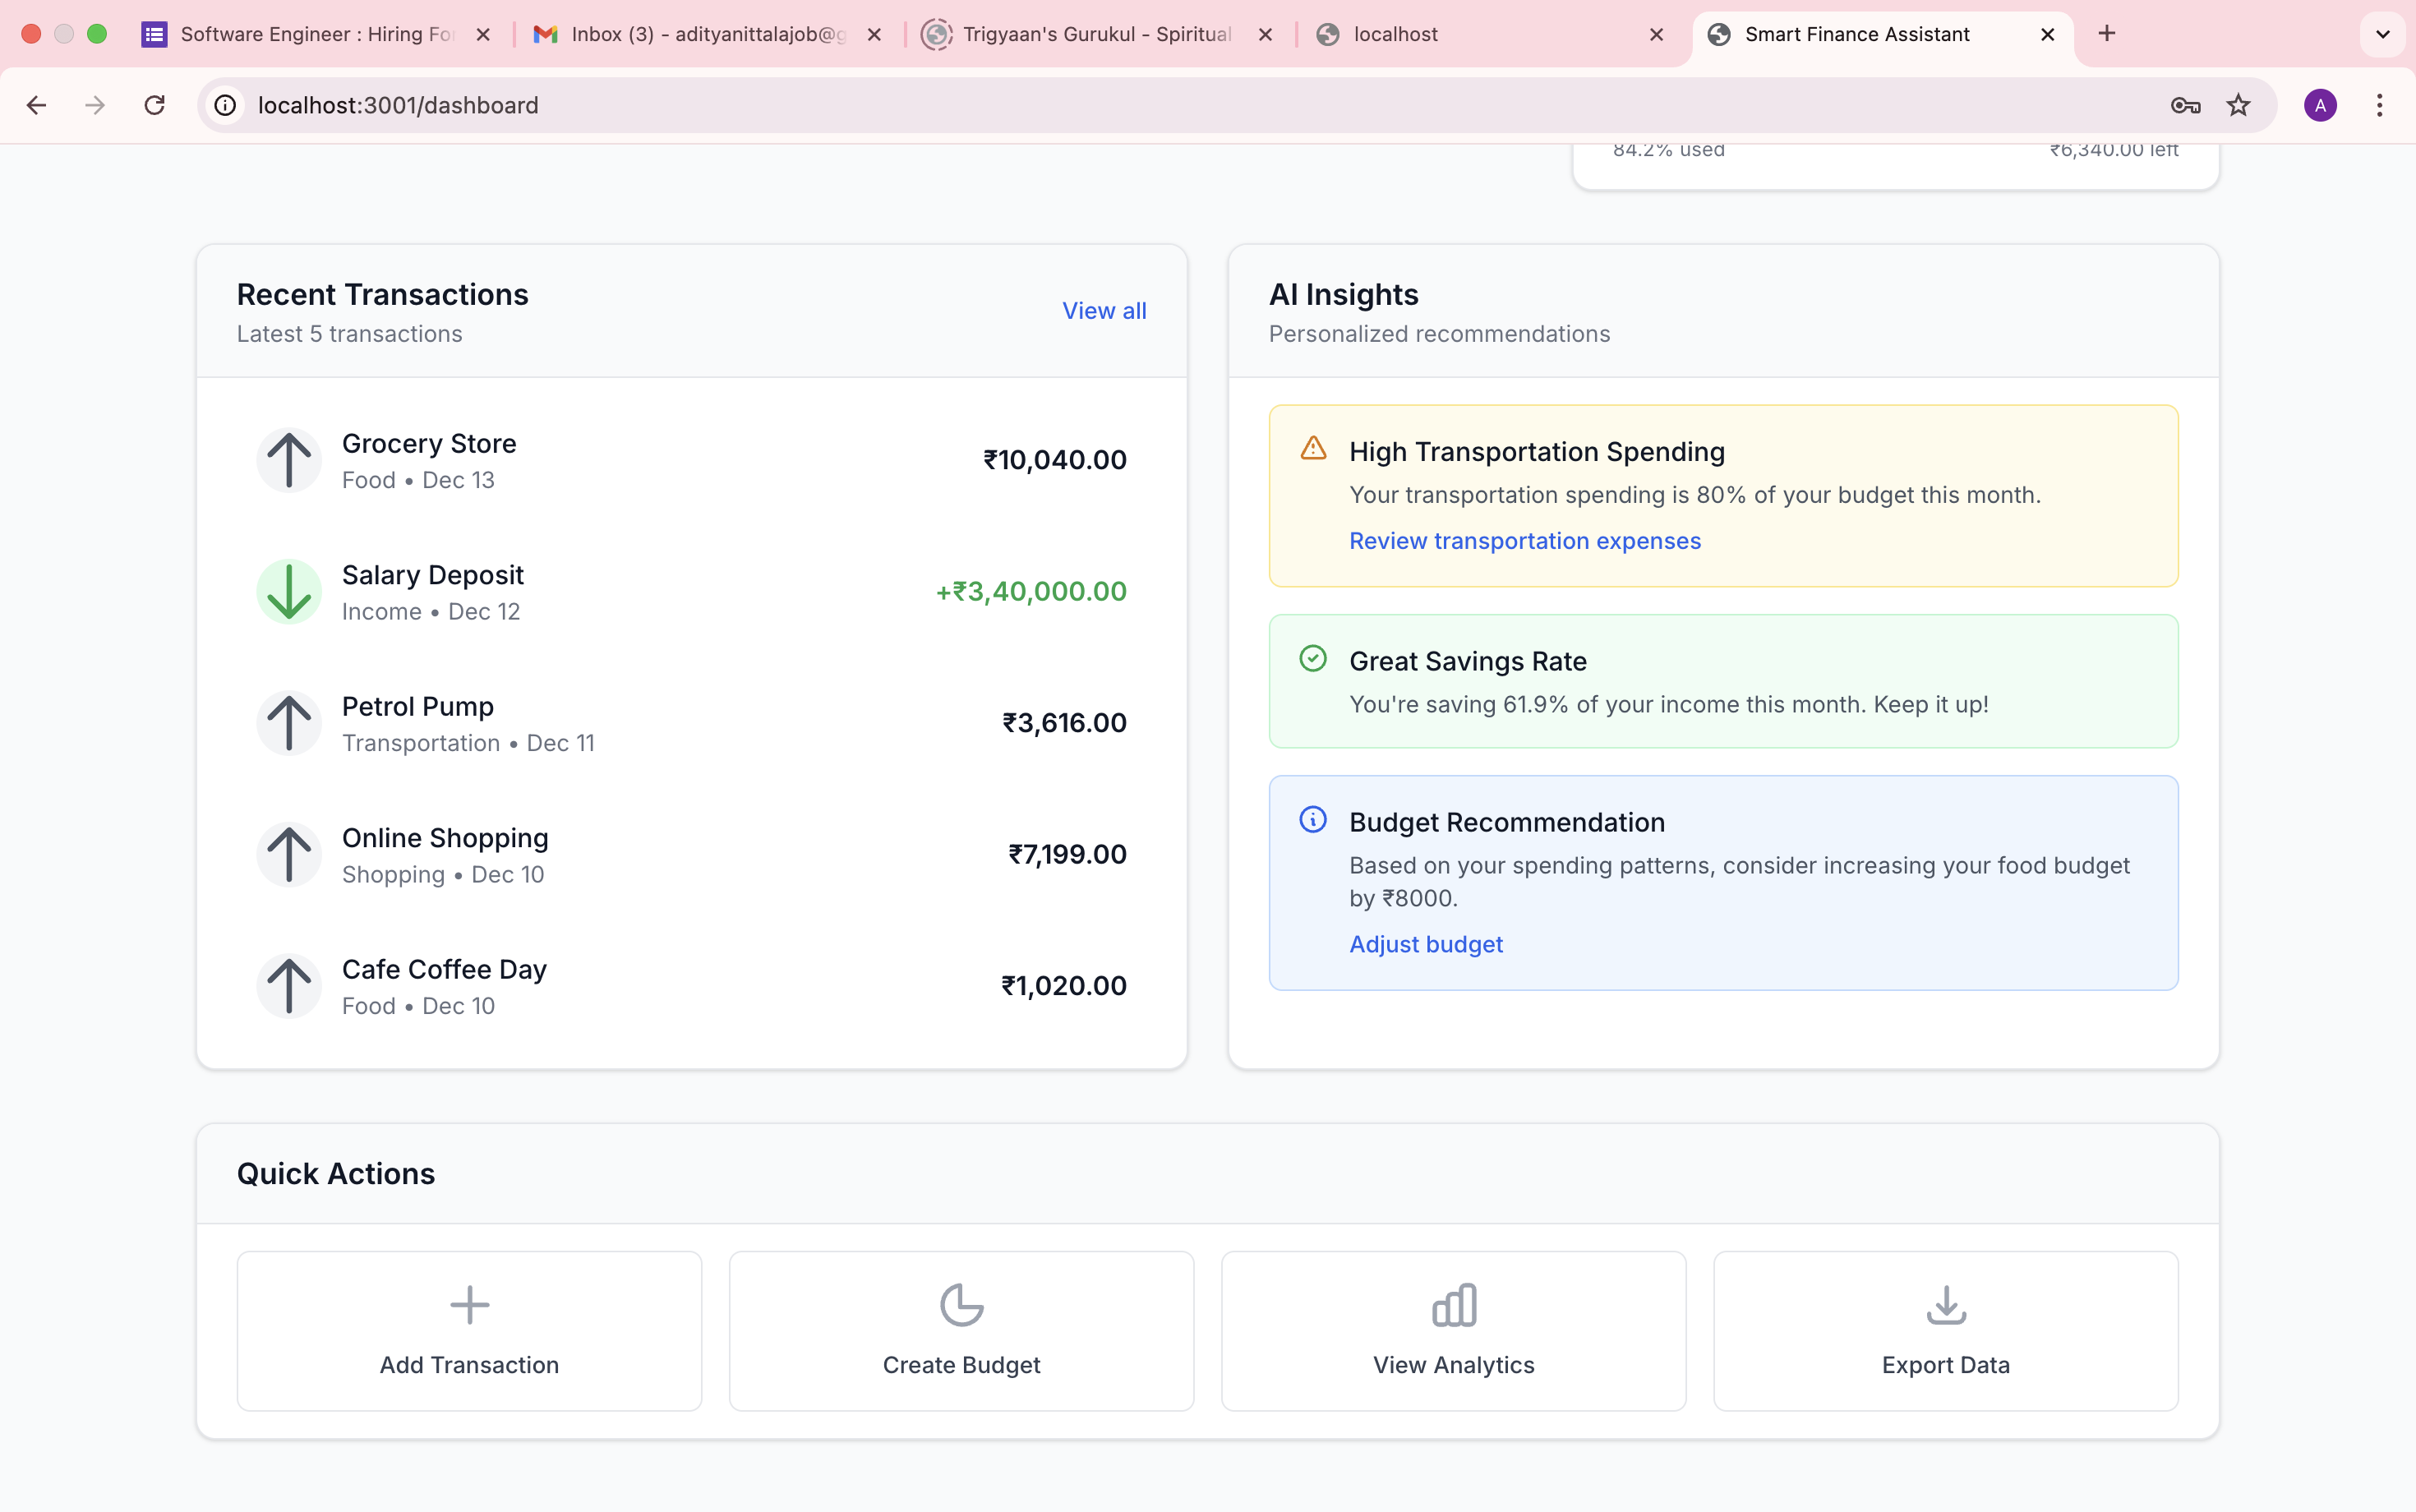 Software Engineer : Hiring For
Inbox (3) - adityanittalajob@g
Trigyaan's Gurukul - Spiritual
localhost
Smart Finance Assistant
localhost:3001/dashboard
A
84.2% used
₹6,340.00 left
Recent Transactions
Latest 5 transactions
View all
Grocery Store
Food • Dec 13
₹10,040.00
Salary Deposit
Income • Dec 12
+₹3,40,000.00
Petrol Pump
Transportation • Dec 11
₹3,616.00
Online Shopping
Shopping • Dec 10
₹7,199.00
Cafe Coffee Day
Food • Dec 10
₹1,020.00
AI Insights
Personalized recommendations
High Transportation Spending
Your transportation spending is 80% of your budget this month.
Review transportation expenses
Great Savings Rate
You're saving 61.9% of your income this month. Keep it up!
Budget Recommendation
Based on your spending patterns, consider increasing your food budget
by ₹8000.
Adjust budget
Quick Actions
Add Transaction
Create Budget
View Analytics
Export Data